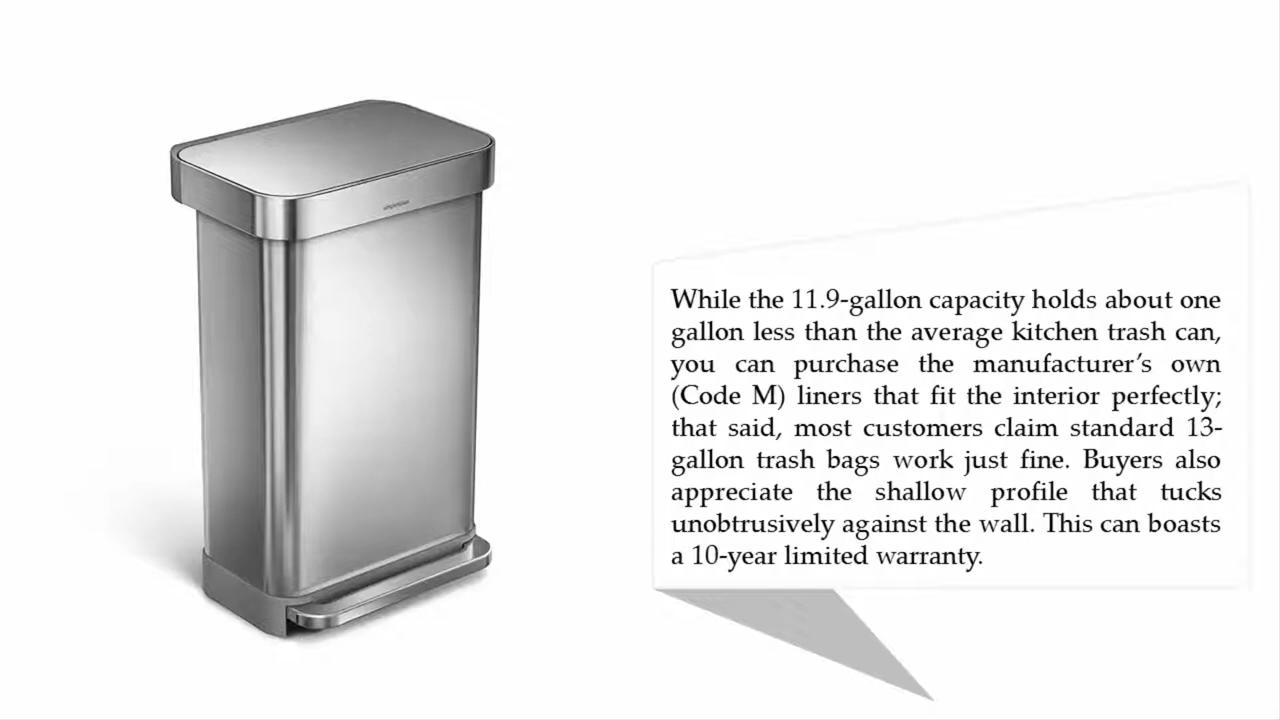 While the 11.9-gallon capacity holds about one
gallon less than the average kitchen trash can,
you can purchase the manufacturer's own
(Code M) liners that fit the interior perfectly;
that said, most customers claim standard 13-
gallon trash bags work just fine. Buyers also
appreciate the shallow profile that tucks
unobtrusively against the wall. This can boasts
a 10-year limited warranty.